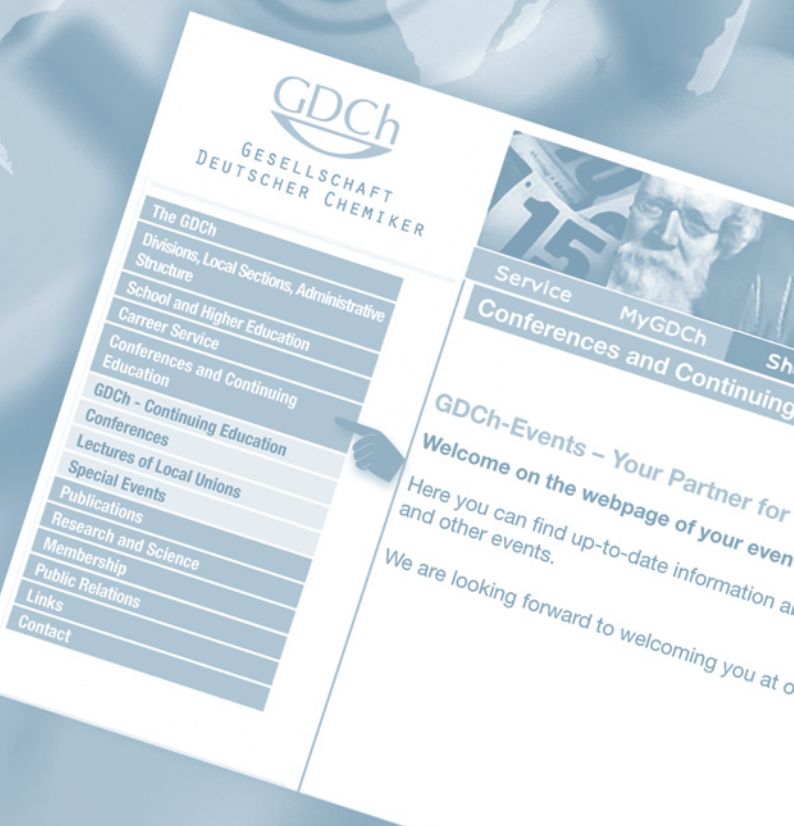 GDCh
GESELLSCHAFT
DEUTSCHER CHEMIKER
The GDCh
Divisions, Local Sections, Administrative
Structure
School and Higher Education
Carreer Service
Conferences and Continuing
Education
GDCh - Continuing Education
Conferences
Lectures of Local Unions
Special Events
Publications
Research and Science
Membership
Public Relations
Links
Contact
15
Service MyGDCh Sh
Conferences and Continuing
GDCh-Events – Your Partner for
Welcome on the webpage of your even
Here you can find up-to-date information a
and other events.
We are looking forward to welcoming you at o